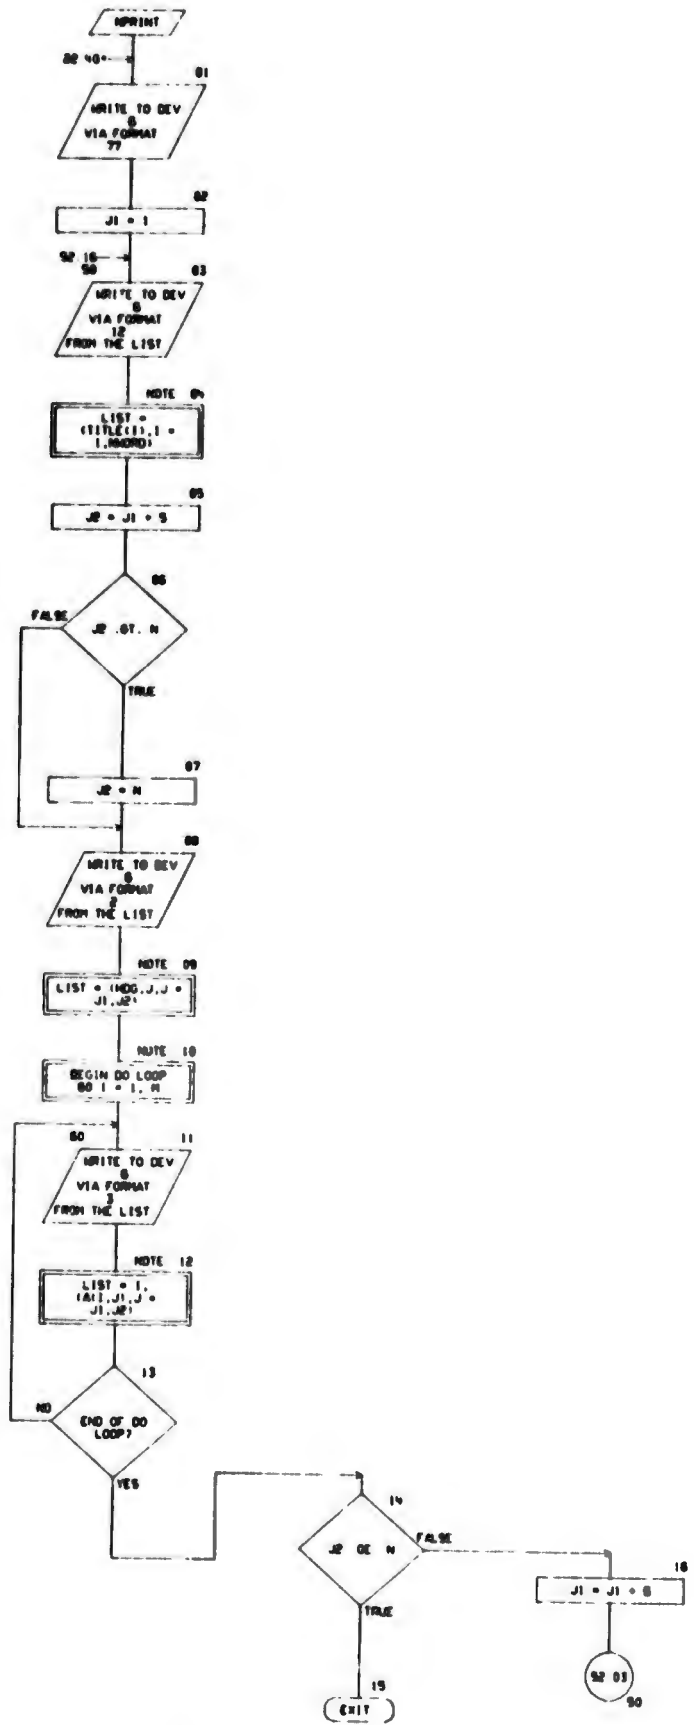 MPRINT
22 40*
01
WRITE TO DEV
6
VIA FORMAT
77
02
J1 = 1
92.16
50
03
WRITE TO DEV
6
VIA FORMAT
12
FROM THE LIST
NOTE 04
LIST =
(TITLE(I),I =
1,NWORD)
05
J2 = J1 + 5
06
FALSE
J2 .GT. N
TRUE
07
J2 = N
08
WRITE TO DEV
6
VIA FORMAT
2
FROM THE LIST
NOTE 09
LIST = (HDG,J,J =
J1,J2)
NOTE 10
BEGIN DO LOOP
60 I = 1, M
60
11
WRITE TO DEV
6
VIA FORMAT
3
FROM THE LIST
NOTE 12
LIST = I,
(A(I,J),J =
J1,J2)
13
NO
END OF DO
LOOP?
YES
14
J2 GE N
FALSE
TRUE
16
J1 = J1 + 6
15
EXIT
92 03
50